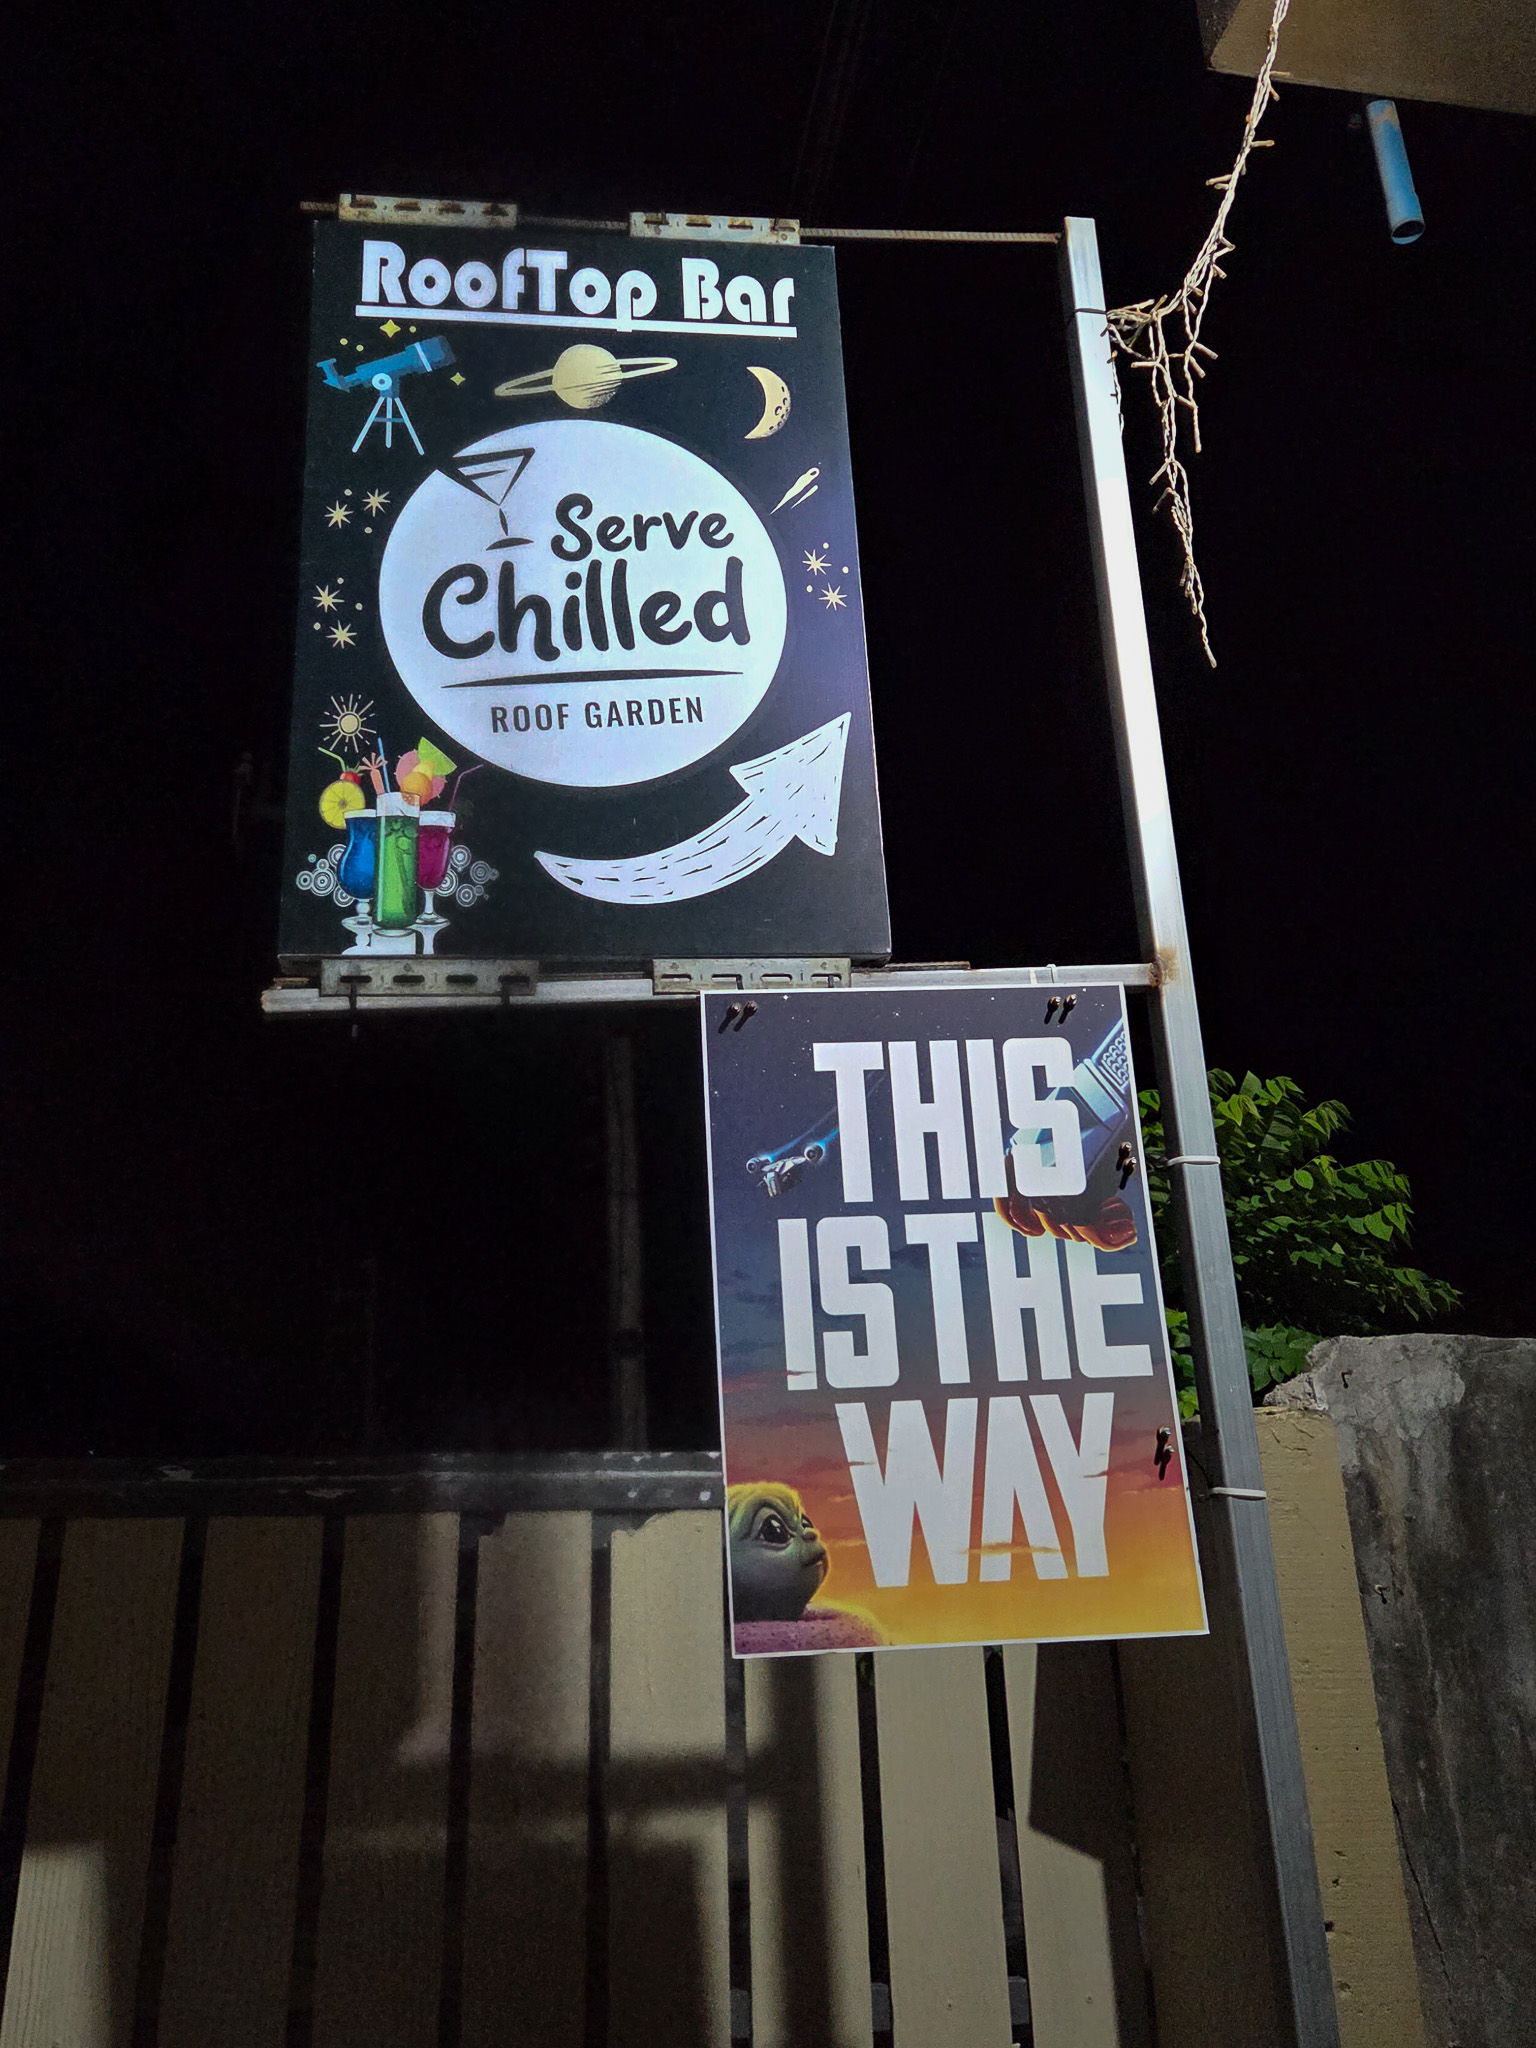 RoofTop Bar
Serve
Chilled
ROOF GARDEN
THIS
IS THE
WAY